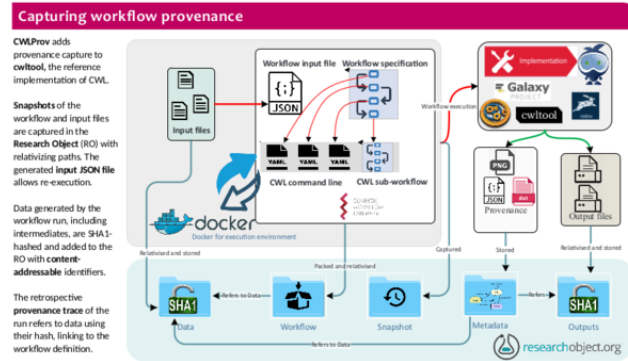 Capturing workflow provenance
CWLProv adds
provenance capture to
cwltool, the reference
implementation of CWL.
Snapshots of the
workflow and input files
are captured in the
Research Object (RO) with
relativizing paths. The
generated input JSON file
allows re-execution.
Data generated by the
workflow run, including
intermediates, are SHA1-
hashed and added to the
RO with content-
addressable identifiers.
The retrospective
provenance trace of the
run refers to data using
their hash, linking to the
workflow definition.
Input files
Workflow input file
Workflow specification
{;}
JSON
YAML
YAML
YAML
YAML
CWL command line
CWL sub-workflow
COMMON
WORKFLOW
LANGUAGE
docker
Docker for execution environment
Workflow execution
Implementation
Galaxy
PROJECT
cwltool
PNG
{;}
JSON
dot
Provenance
Output files
Relativised and stored
Packed and relativised
Captured
Stored
Relativised and stored
SHA1
Data
Refers to Data
Workflow
Snapshot
Metadata
Refers
SHA1
Outputs
Refers to Data
researchobject.org